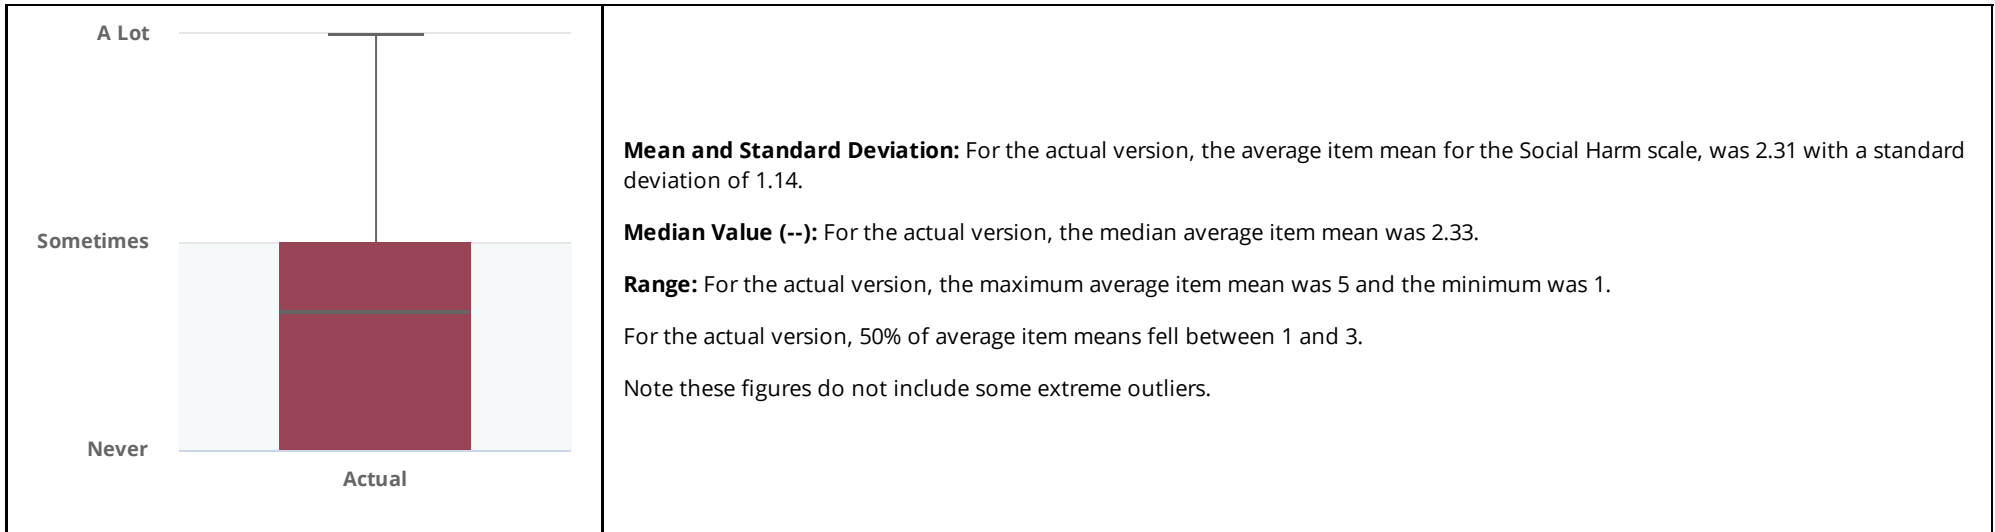 A Lot
Sometimes
Never
Actual
Mean and Standard Deviation: For the actual version, the average item mean for the Social Harm scale, was 2.31 with a standard
deviation of 1.14.
Median Value (--): For the actual version, the median average item mean was 2.33.
Range: For the actual version, the maximum average item mean was 5 and the minimum was 1.
For the actual version, 50% of average item means fell between 1 and 3.
Note these figures do not include some extreme outliers.